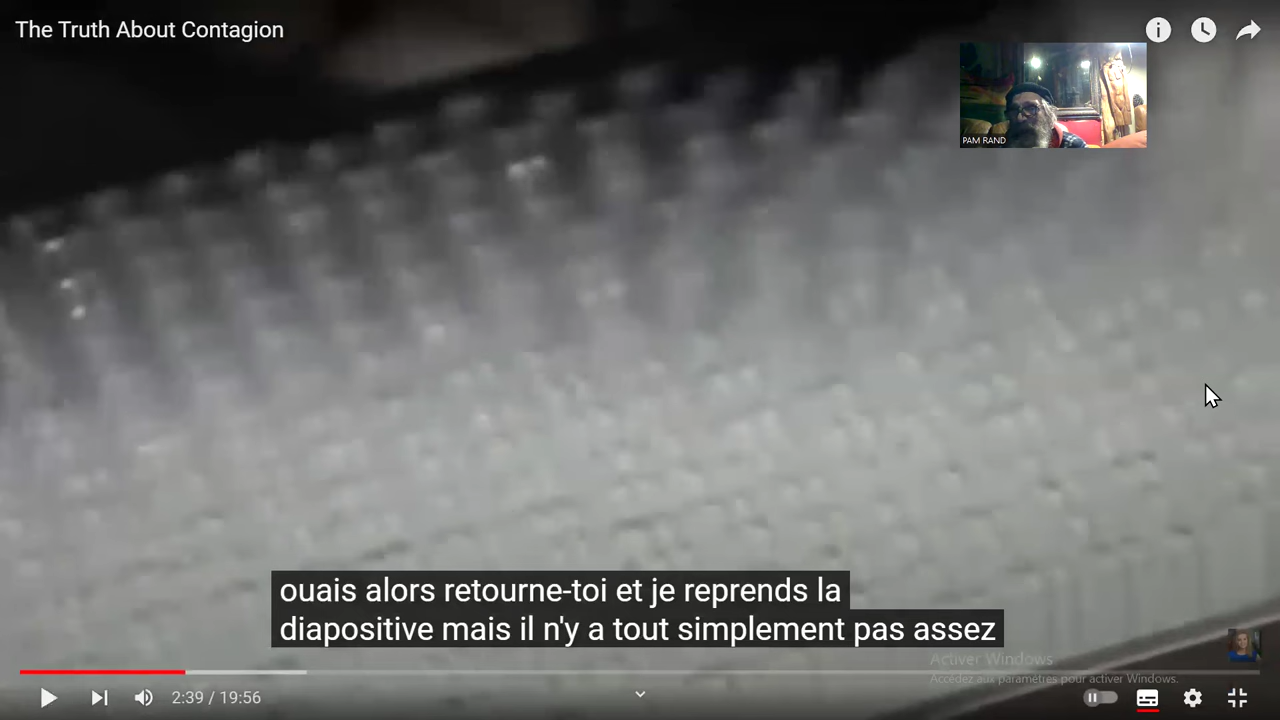 The Truth About Contagion
PAM RAND
ouais alors retourne-toi et je reprends la
diapositive mais il n'y a tout simplement pas assez
Activer Windows
Accédez aux paramètres pour activer Windows.
2:39 / 19:56